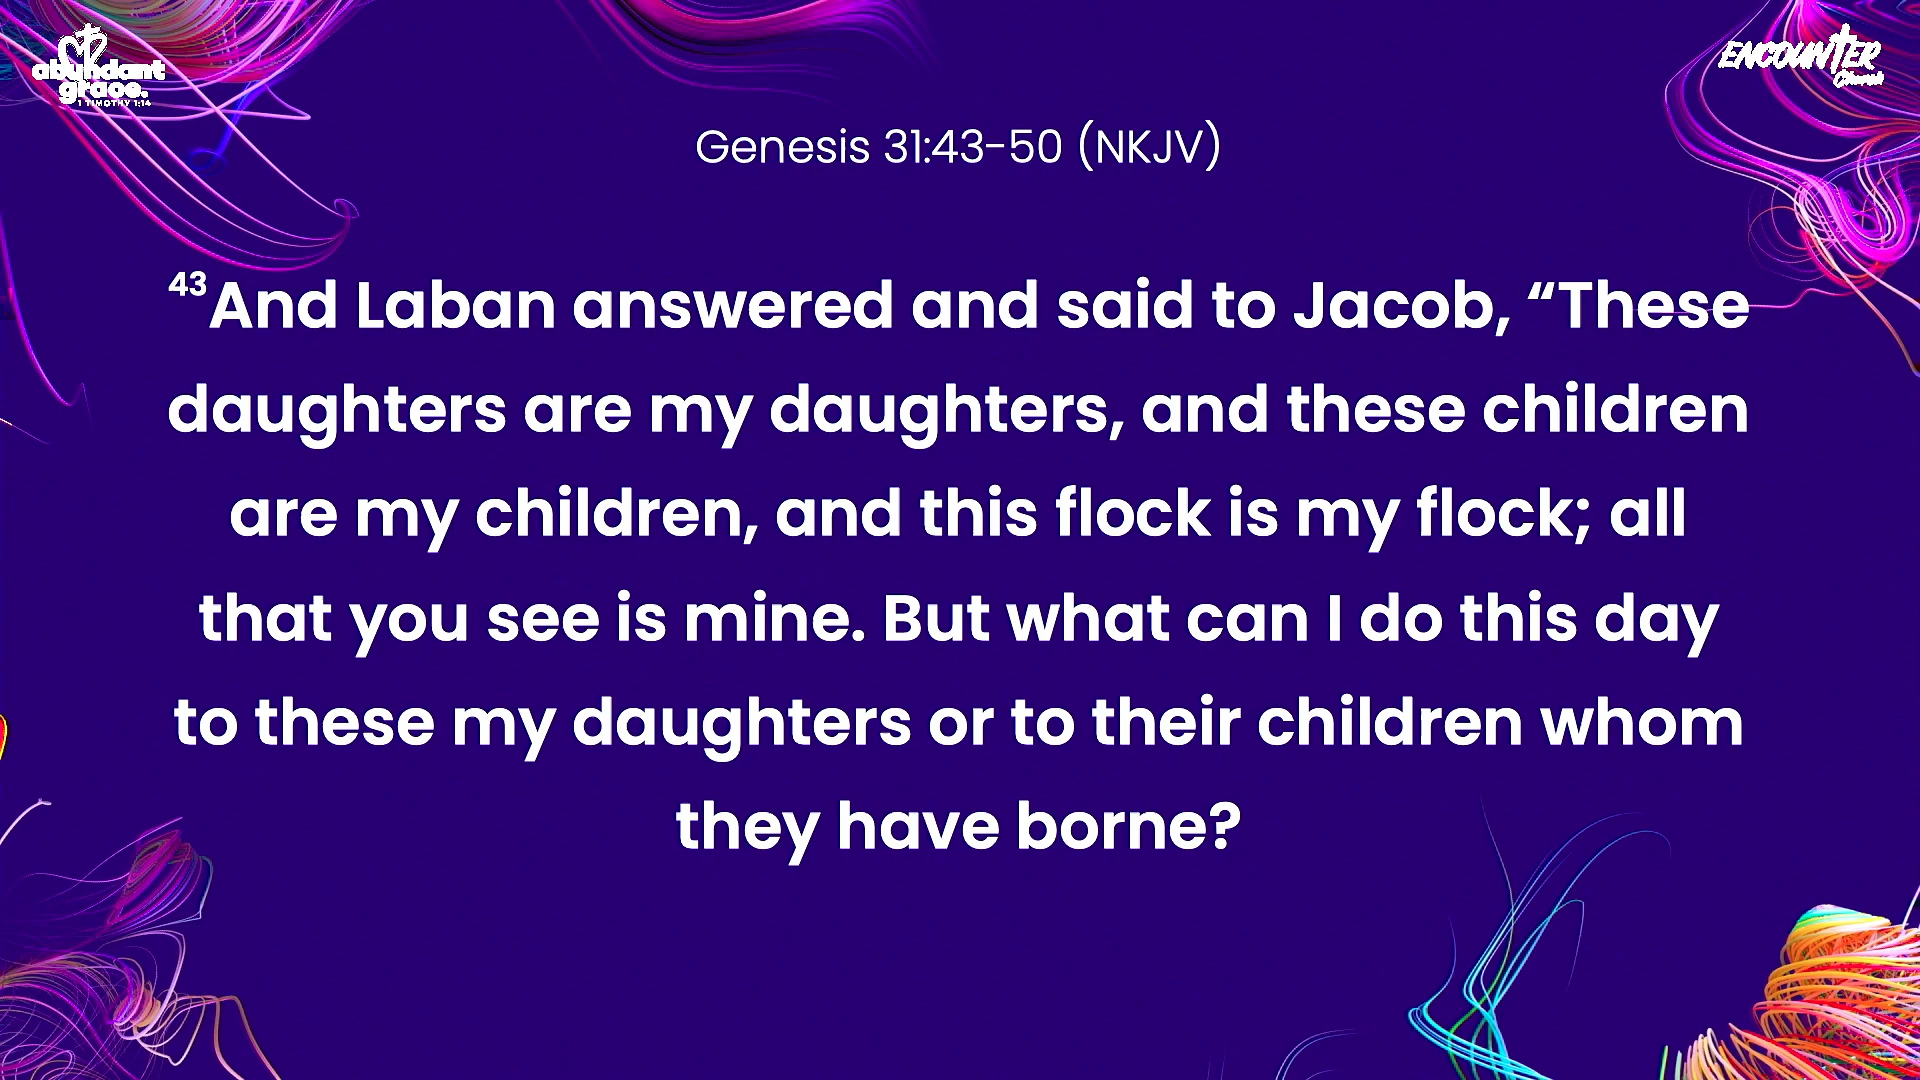 abundant
grace.
1 TIMOTHY 1:14
ENCOUNTER
Church
Genesis 31:43-50 (NKJV)
43And Laban answered and said to Jacob, “These
daughters are my daughters, and these children
are my children, and this flock is my flock; all
that you see is mine. But what can I do this day
to these my daughters or to their children whom
they have borne?